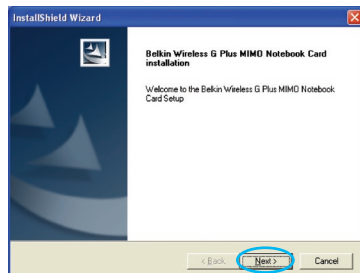 InstallShield Wizard
Belkin Wireless G Plus MIMO Notebook Card
installation
Welcome to the Belkin Wireless G Plus MIMO Notebook
Card Setup
< Back Next > Cancel